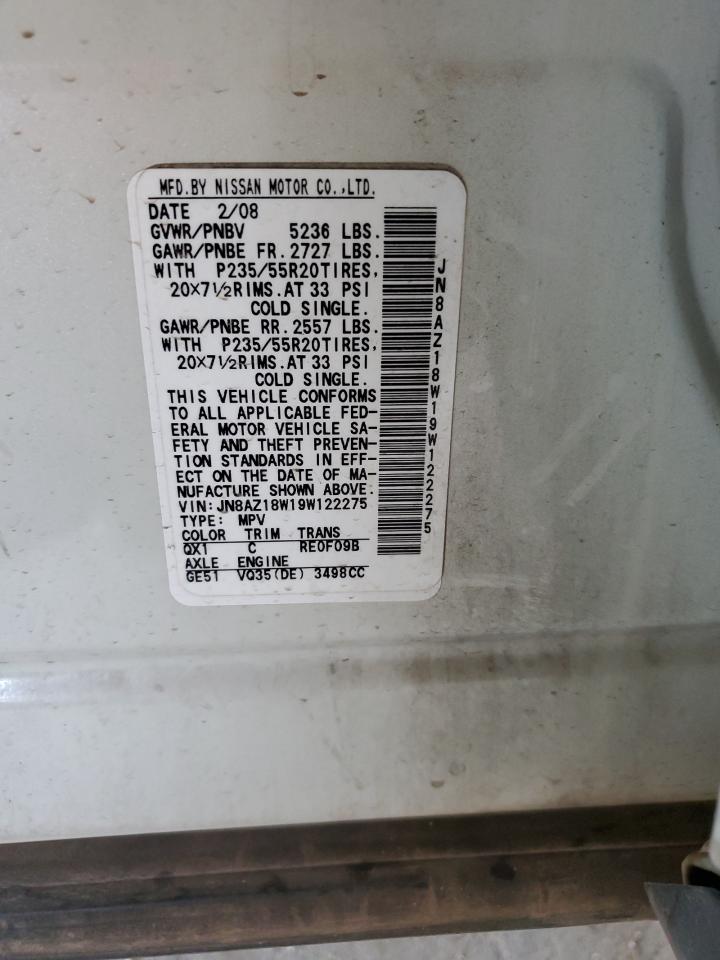 MFD.BY NISSAN MOTOR CO.,LTD.
DATE 2/08
GVWR/PNBV 5236 LBS.
GAWR/PNBE FR.2727 LBS.
WITH P235/55R20TIRES,
20×7½RIMS.AT 33 PSI
COLD SINGLE.
GAWR/PNBE RR.2557 LBS.
WITH P235/55R20TIRES,
20×7½RIMS.AT 33 PSI
COLD SINGLE.
THIS VEHICLE CONFORMS
TO ALL APPLICABLE FED-
ERAL MOTOR VEHICLE SA-
FETY AND THEFT PREVEN-
TION STANDARDS IN EFF-
ECT ON THE DATE OF MA-
NUFACTURE SHOWN ABOVE.
VIN:JN8AZ18W19W122275
TYPE: MPV
COLOR TRIM TRANS
QX1 C RE0F09B
AXLE ENGINE
GE51 VQ35(DE) 3498CC
JN8AZ18W19W122275